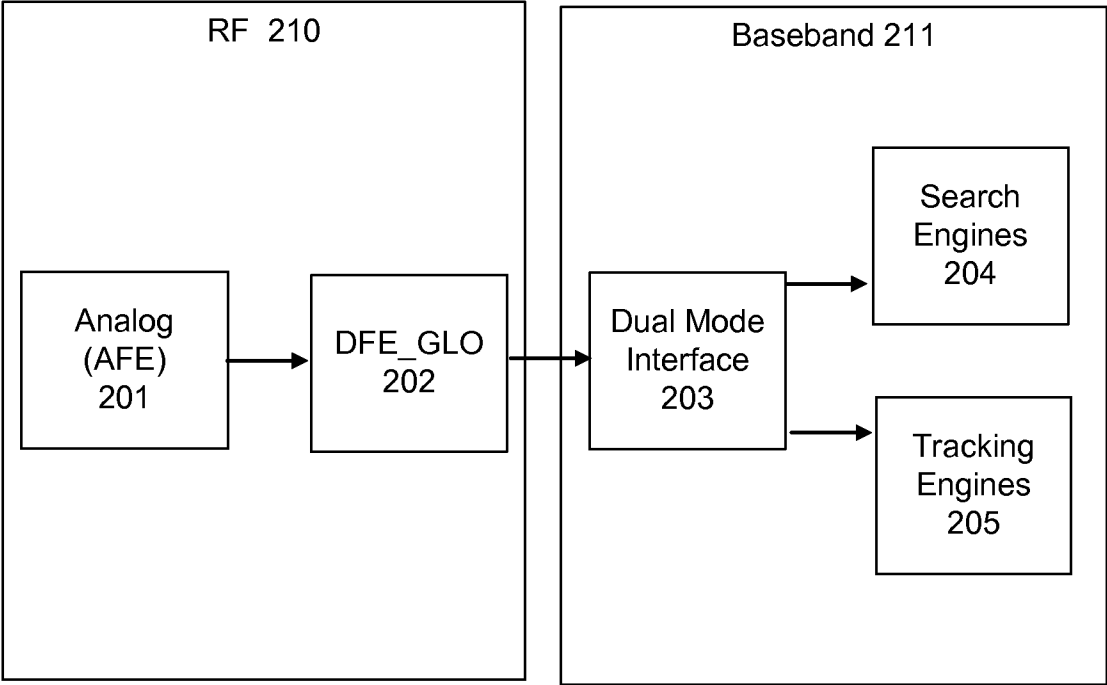 RF 210
Baseband 211
Analog
(AFE)
201
DFE_GLO
202
Dual Mode
Interface
203
Search
Engines
204
Tracking
Engines
205